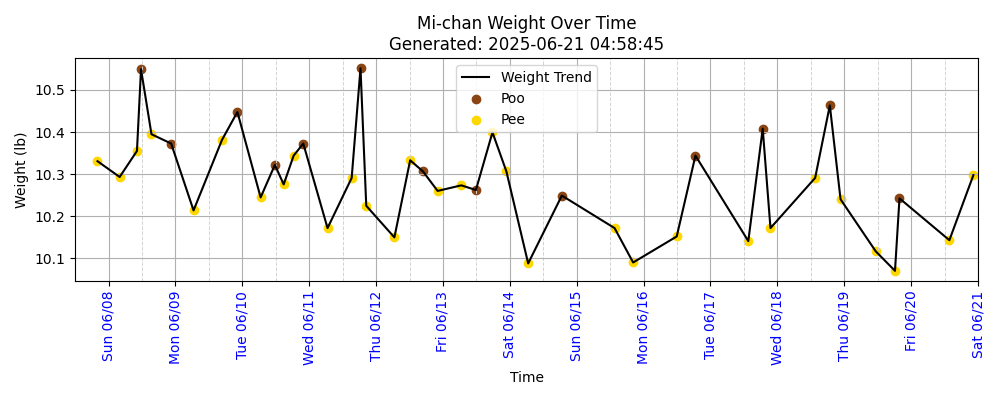 Mi-chan Weight Over Time
Generated: 2025-06-21 04:58:45
Weight Trend
Poo
Pee
Weight (lb)
10.5
10.4
10.3
10.2
10.1
Sun 06/08
Mon 06/09
Tue 06/10
Wed 06/11
Thu 06/12
Fri 06/13
Sat 06/14
Sun 06/15
Mon 06/16
Tue 06/17
Wed 06/18
Thu 06/19
Fri 06/20
Sat 06/21
Time